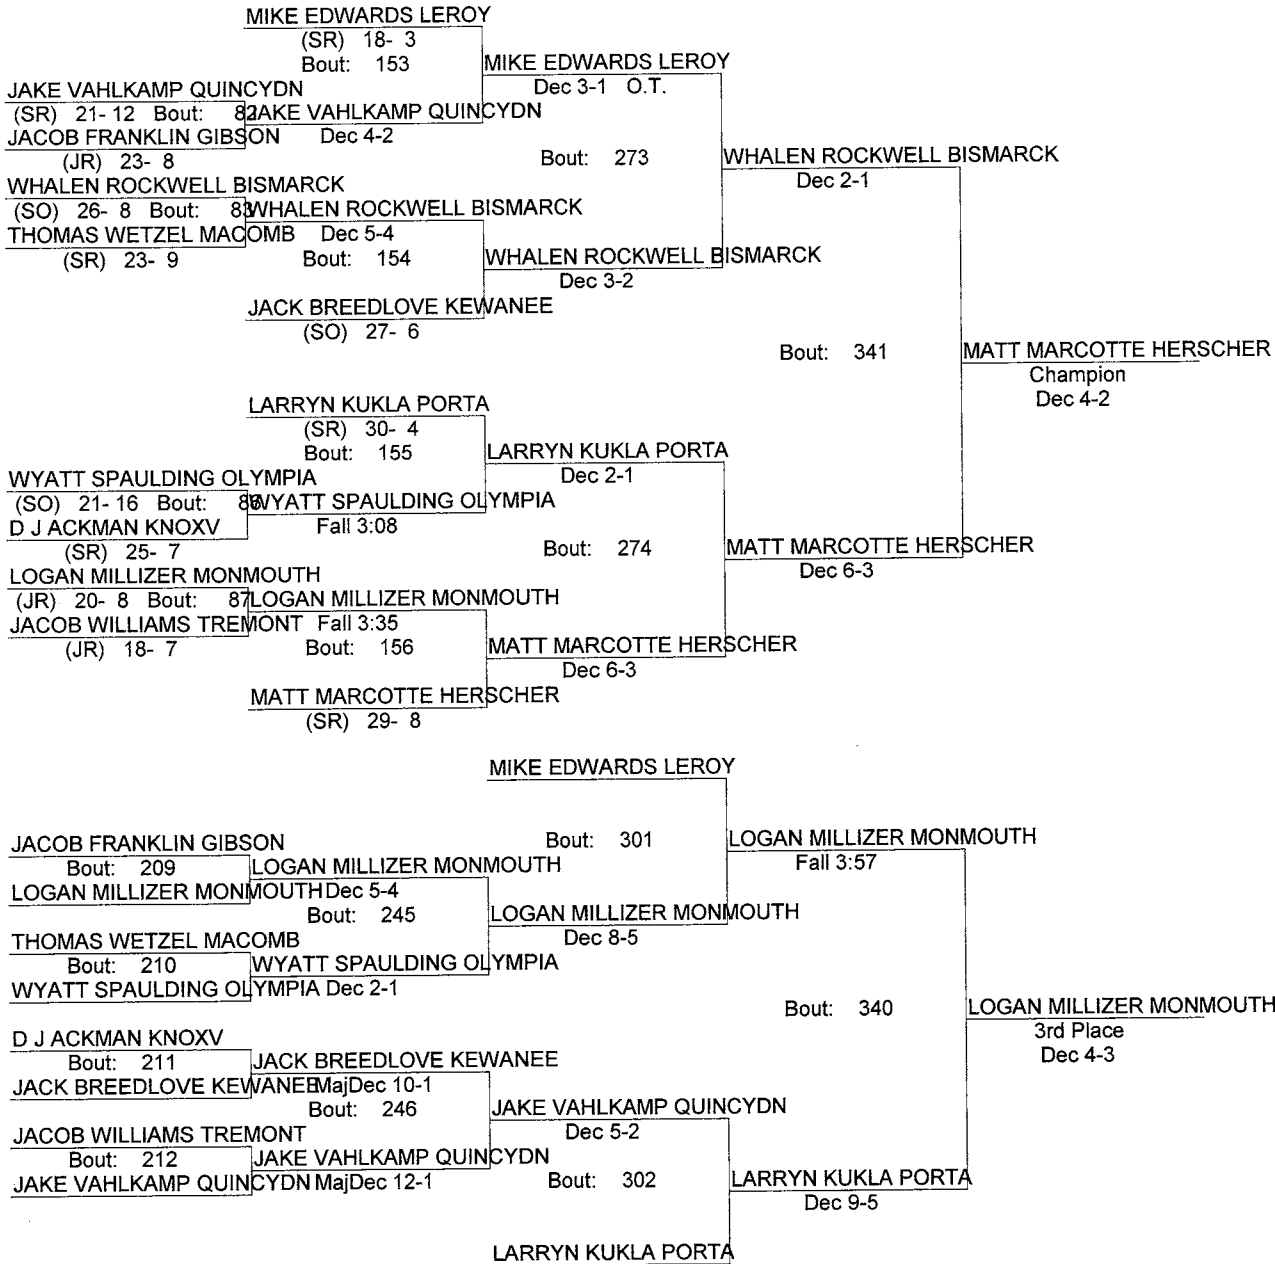 MIKE EDWARDS LEROY
(SR) 18- 3
Bout: 153
MIKE EDWARDS LEROY
Dec 3-1 O.T.
JAKE VAHLKAMP QUINCYDN
(SR) 21- 12 Bout: 82
JAKE VAHLKAMP QUINCYDN
JACOB FRANKLIN GIBSON
Dec 4-2
(JR) 23- 8
Bout: 273
WHALEN ROCKWELL BISMARCK
Dec 2-1
WHALEN ROCKWELL BISMARCK
(SO) 26- 8 Bout: 83
WHALEN ROCKWELL BISMARCK
THOMAS WETZEL MACOMB
Dec 5-4
(SR) 23- 9
Bout: 154
WHALEN ROCKWELL BISMARCK
Dec 3-2
JACK BREEDLOVE KEWANEE
(SO) 27- 6
Bout: 341
MATT MARCOTTE HERSCHER
Champion
Dec 4-2
LARRYN KUKLA PORTA
(SR) 30- 4
Bout: 155
LARRYN KUKLA PORTA
Dec 2-1
WYATT SPAULDING OLYMPIA
(SO) 21- 16 Bout: 86
WYATT SPAULDING OLYMPIA
D J ACKMAN KNOXV
Fall 3:08
(SR) 25- 7
Bout: 274
MATT MARCOTTE HERSCHER
Dec 6-3
LOGAN MILLIZER MONMOUTH
(JR) 20- 8 Bout: 87
LOGAN MILLIZER MONMOUTH
JACOB WILLIAMS TREMONT
Fall 3:35
(JR) 18- 7
Bout: 156
MATT MARCOTTE HERSCHER
Dec 6-3
MATT MARCOTTE HERSCHER
(SR) 29- 8
MIKE EDWARDS LEROY
Bout: 301
LOGAN MILLIZER MONMOUTH
Fall 3:57
JACOB FRANKLIN GIBSON
Bout: 209
LOGAN MILLIZER MONMOUTH
LOGAN MILLIZER MONMOUTH
Dec 5-4
Bout: 245
LOGAN MILLIZER MONMOUTH
Dec 8-5
THOMAS WETZEL MACOMB
Bout: 210
WYATT SPAULDING OLYMPIA
WYATT SPAULDING OLYMPIA
Dec 2-1
Bout: 340
LOGAN MILLIZER MONMOUTH
3rd Place
Dec 4-3
D J ACKMAN KNOXV
Bout: 211
JACK BREEDLOVE KEWANEE
JACK BREEDLOVE KEWANEE
MajDec 10-1
Bout: 246
JAKE VAHLKAMP QUINCYDN
Dec 5-2
JACOB WILLIAMS TREMONT
Bout: 212
JAKE VAHLKAMP QUINCYDN
JAKE VAHLKAMP QUINCYDN
MajDec 12-1
Bout: 302
LARRYN KUKLA PORTA
Dec 9-5
LARRYN KUKLA PORTA